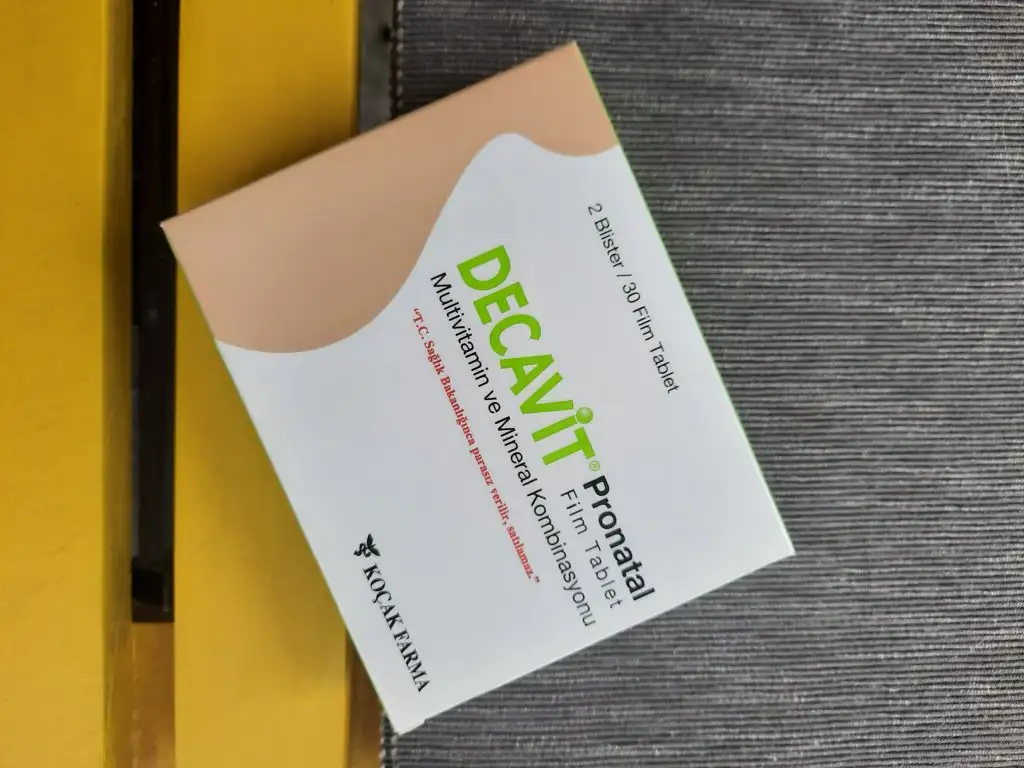 2 Blister / 30 Film Tablet
DECAVİT® Pronatal
Film Tablet
Multivitamin ve Mineral Kombinasyonu
“T.C. Sağlık Bakanlığınca parasız verilir, satılamaz.”
KOÇAK FARMA